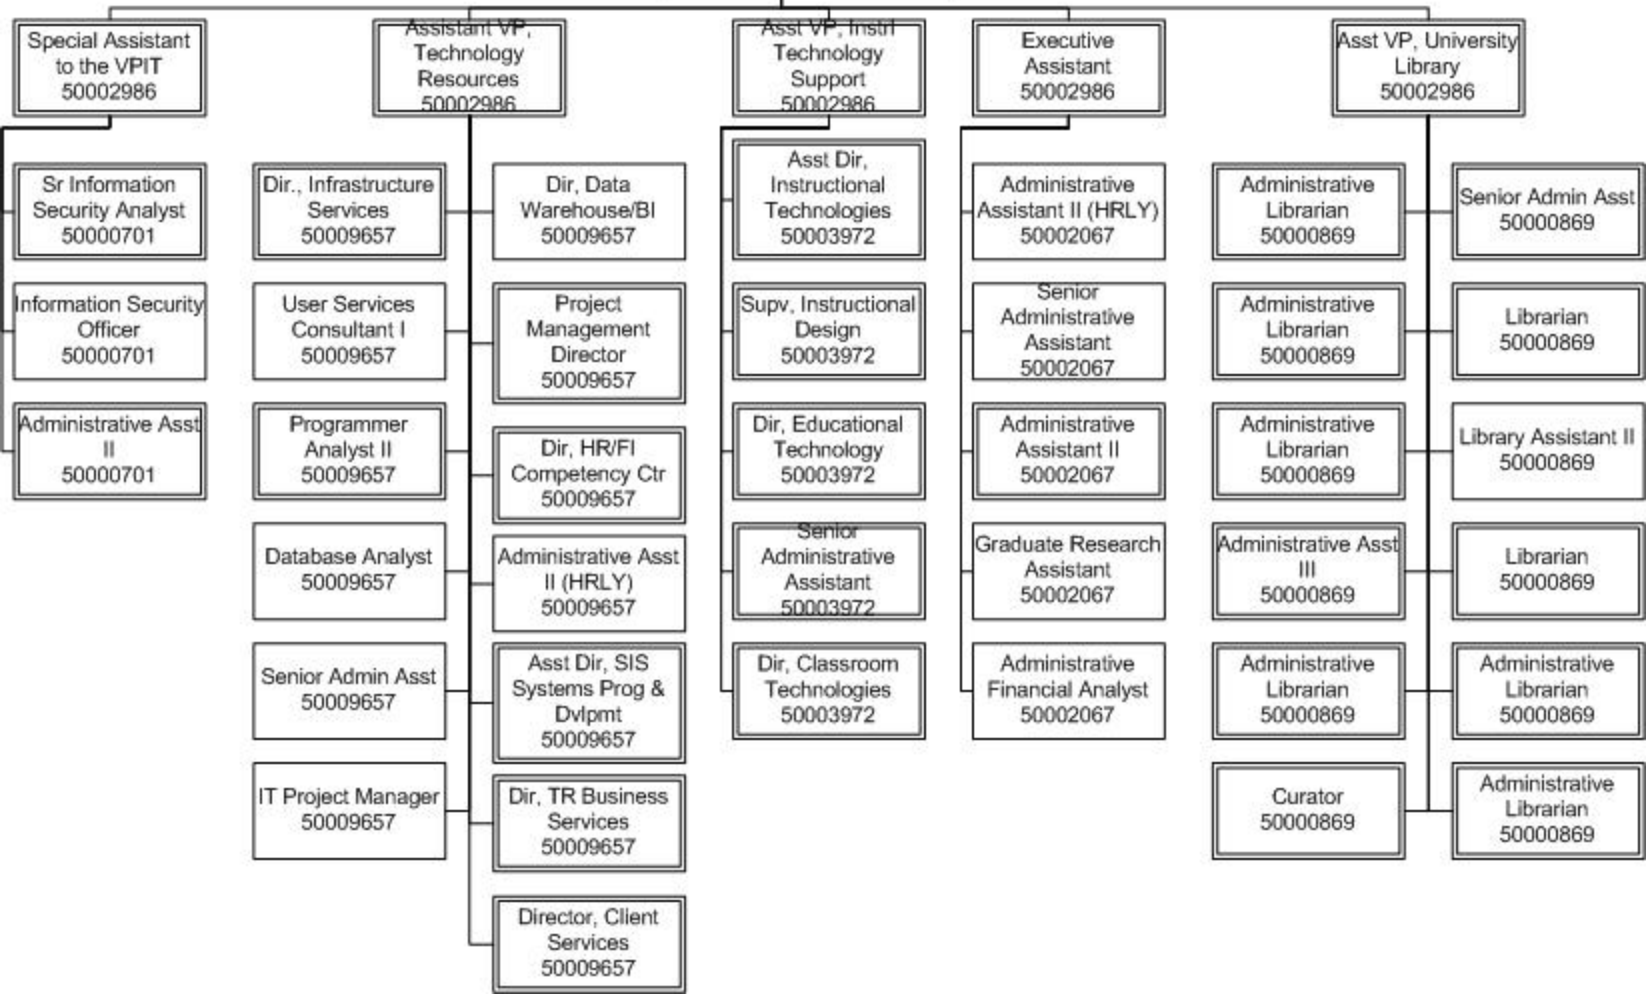 Special Assistant
to the VPIT
50002986
Assistant VP,
Technology
Resources
50002986
Asst VP, Instrl
Technology
Support
50002986
Executive
Assistant
50002986
Asst VP, University
Library
50002986
Sr Information
Security Analyst
50000701
Information Security
Officer
50000701
Administrative Asst
II
50000701
Dir., Infrastructure
Services
50009657
User Services
Consultant I
50009657
Programmer
Analyst II
50009657
Database Analyst
50009657
Senior Admin Asst
50009657
IT Project Manager
50009657
Dir, Data
Warehouse/BI
50009657
Project
Management
Director
50009657
Dir, HR/FI
Competency Ctr
50009657
Administrative Asst
II (HRLY)
50009657
Asst Dir, SIS
Systems Prog &
Dvlpmt
50009657
Dir, TR Business
Services
50009657
Director, Client
Services
50009657
Asst Dir,
Instructional
Technologies
50003972
Supv, Instructional
Design
50003972
Dir, Educational
Technology
50003972
Senior
Administrative
Assistant
50003972
Dir, Classroom
Technologies
50003972
Administrative
Assistant II (HRLY)
50002067
Senior
Administrative
Assistant
50002067
Administrative
Assistant II
50002067
Graduate Research
Assistant
50002067
Administrative
Financial Analyst
50002067
Administrative
Librarian
50000869
Administrative
Librarian
50000869
Administrative
Librarian
50000869
Administrative Asst
III
50000869
Administrative
Librarian
50000869
Curator
50000869
Senior Admin Asst
50000869
Librarian
50000869
Library Assistant II
50000869
Librarian
50000869
Administrative
Librarian
50000869
Administrative
Librarian
50000869